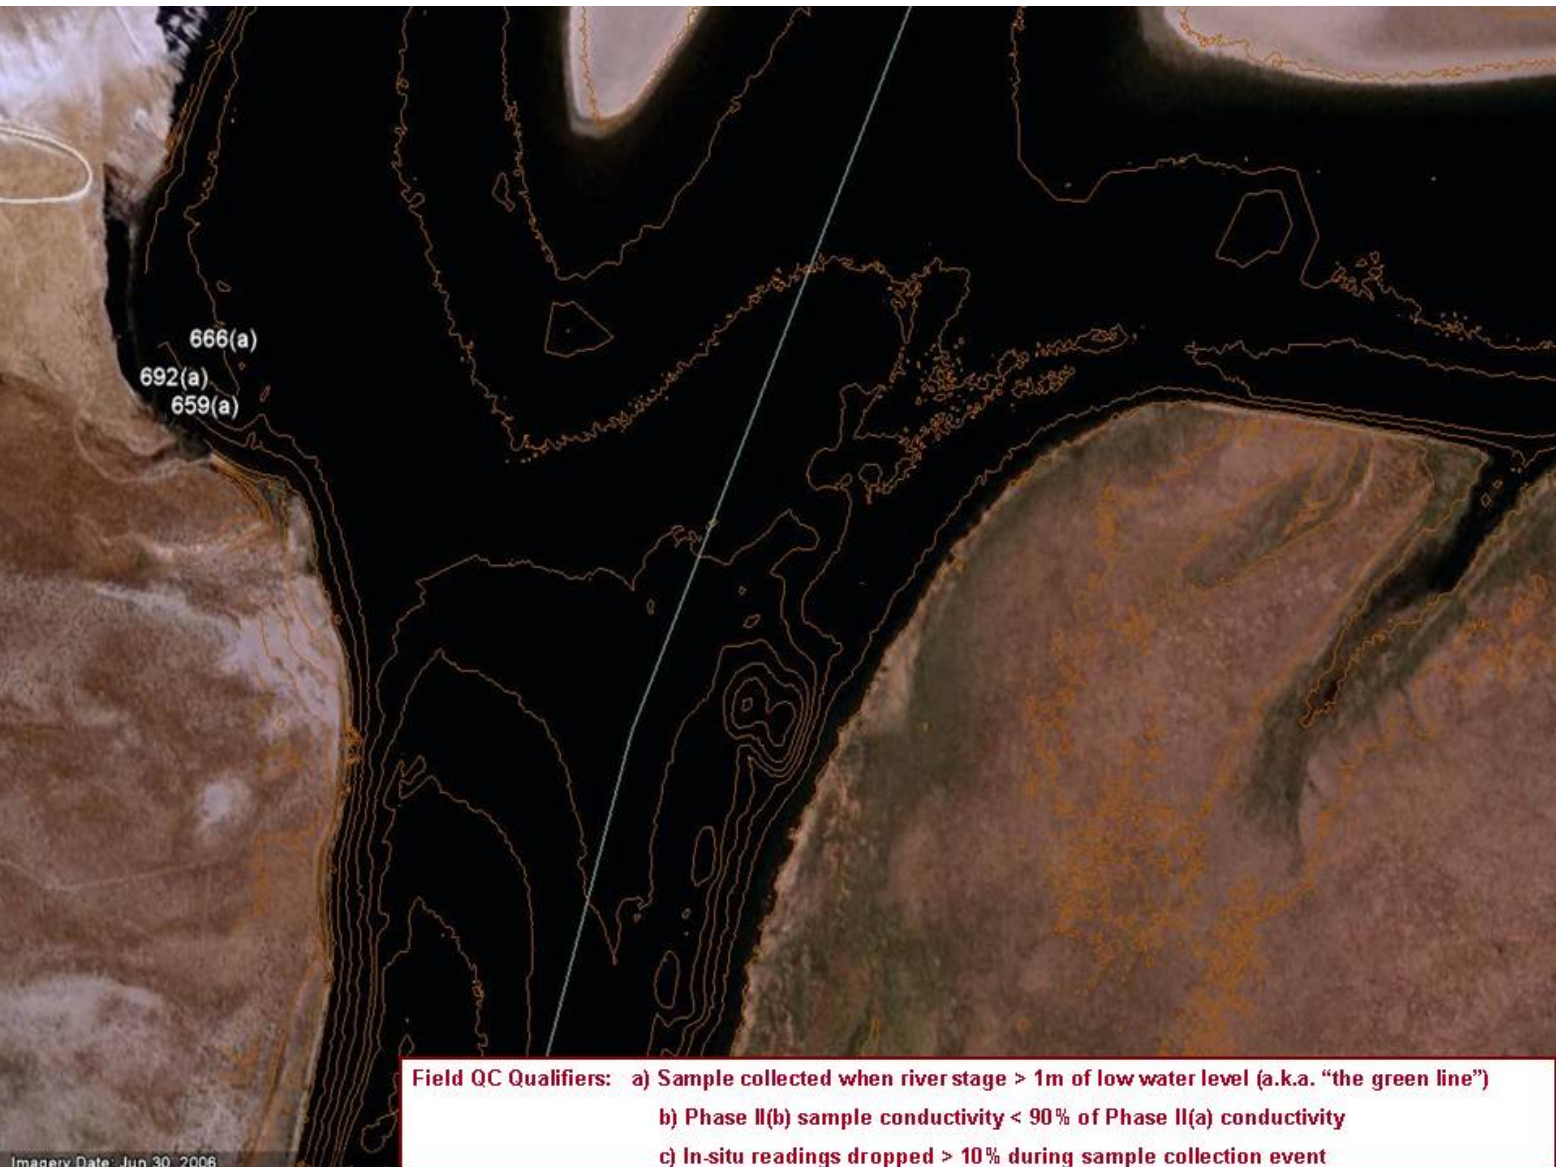 666(a)
692(a)
659(a)
Field QC Qualifiers: a) Sample collected when river stage > 1m of low water level (a.k.a. “the green line”)
b) Phase II(b) sample conductivity < 90% of Phase II(a) conductivity
c) In-situ readings dropped > 10% during sample collection event
Imagery Date: Jun 30, 2006